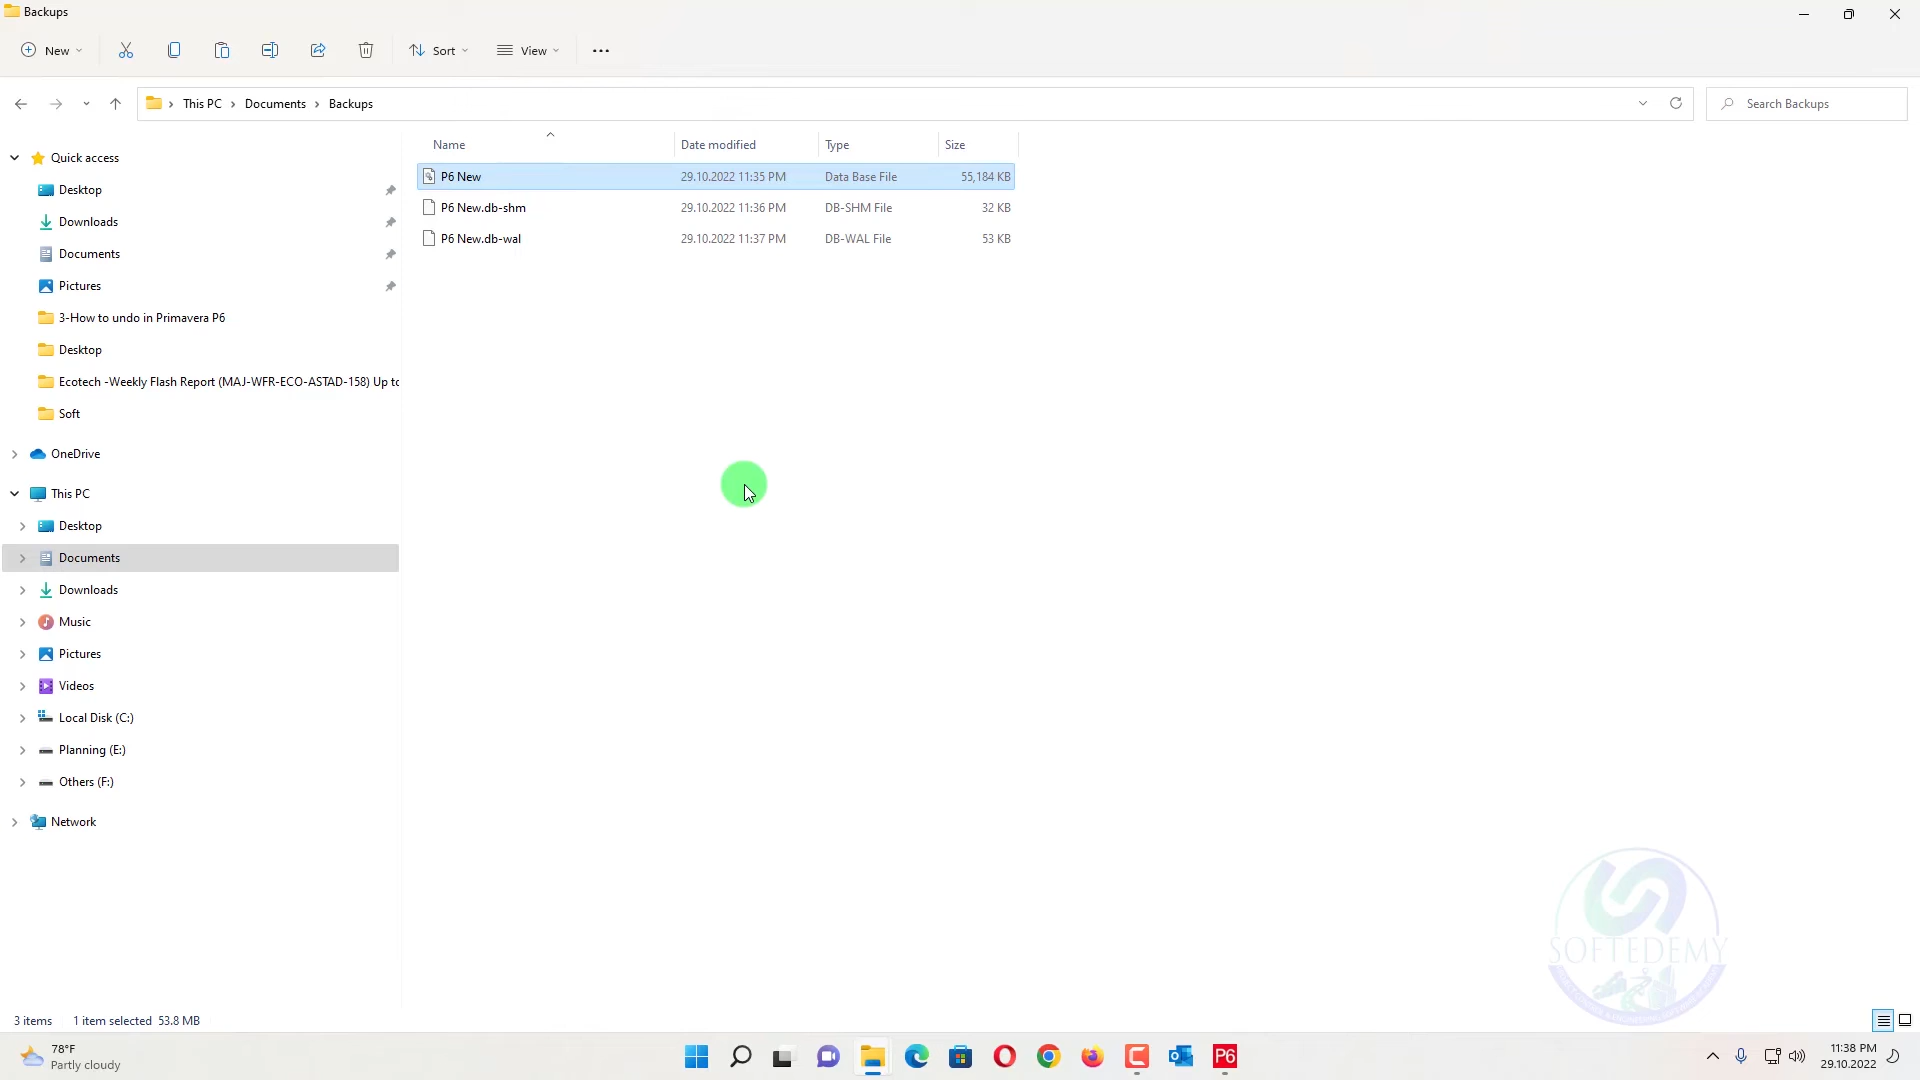 Backups
New
Sort
View
This PC
Documents
Backups
Search Backups
Quick access
Desktop
Downloads
Documents
Pictures
3-How to undo in Primavera P6
Desktop
Ecotech -Weekly Flash Report (MAJ-WFR-ECO-ASTAD-158) Up to
Soft
OneDrive
This PC
Desktop
Documents
Downloads
Music
Pictures
Videos
Local Disk (C:)
Planning (E:)
Others (F:)
Network
Name Date modified Type Size
P6 New 29.10.2022 11:35 PM Data Base File 55,184 KB
P6 New.db-shm 29.10.2022 11:36 PM DB-SHM File 32 KB
P6 New.db-wal 29.10.2022 11:37 PM DB-WAL File 53 KB
SOFTEDEMY
3 items 1 item selected 53.8 MB
78°F
Partly cloudy
P6
11:38 PM
29.10.2022